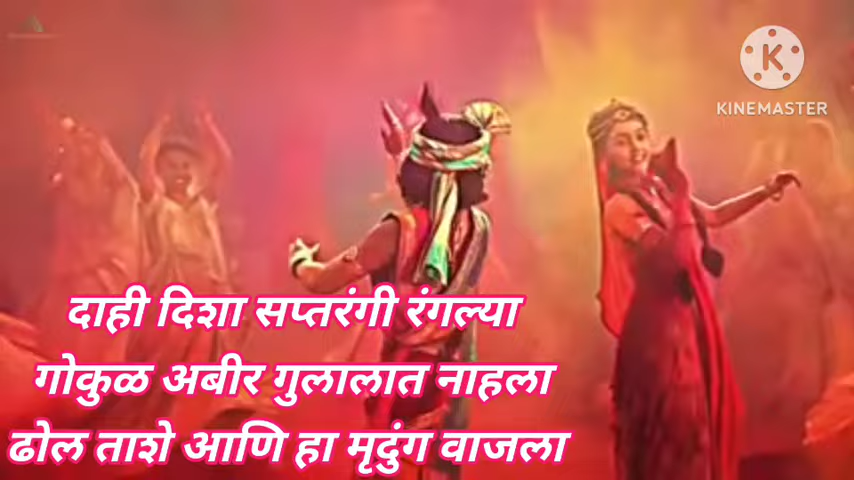 KINEMASTER
दाही दिशा सप्तरंगी रंगल्या
गोकुळ अबीर गुलालात नाहला
ढोल ताशे आणि हा मृदुंग वाजला